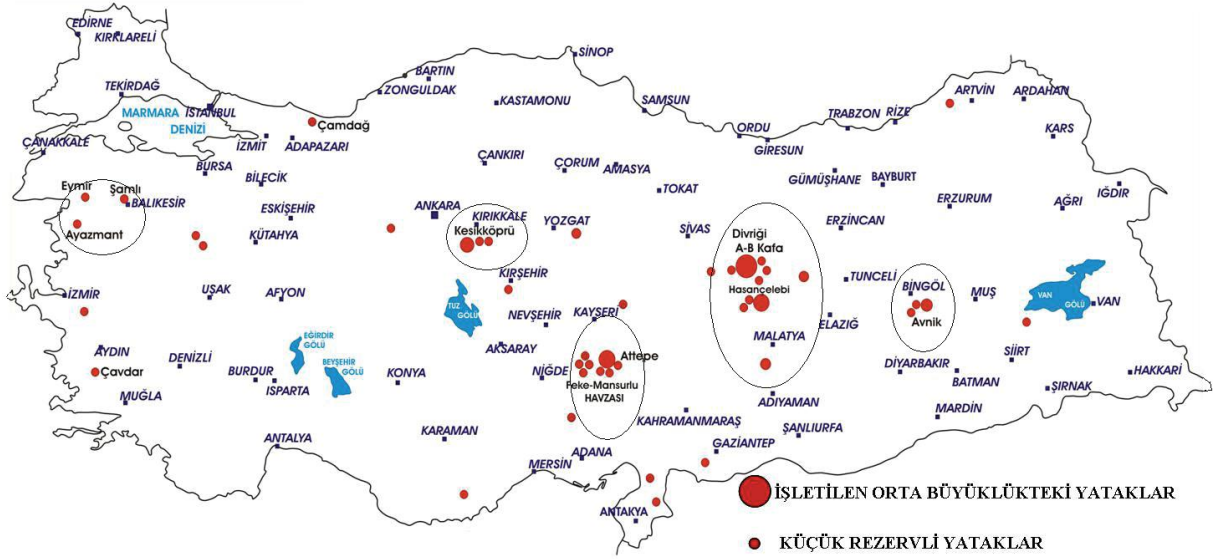 EDİRNE
KIRKLARELİ
SİNOP
BARTIN
ZONGULDAK
TEKİRDAĞ
KASTAMONU
ARTVİN
ARDAHAN
SAMSUN
MARMARA
DENİZİ
İSTANBUL
Çamdağ
TRABZON
RİZE
ORDU
GİRESUN
KARS
ÇANAKKALE
İZMİT
ADAPAZARI
BURSA
BİLECİK
ÇANKIRI
ÇORUM
AMASYA
GÜMÜŞHANE
BAYBURT
Eymir
Şamlı
BALIKESİR
TOKAT
ERZURUM
AĞRI
IĞDIR
ESKİŞEHİR
ANKARA
KIRIKKALE
YOZGAT
ERZİNCAN
Ayazmant
KÜTAHYA
Kesikköprü
SİVAS
Divriği
A-B Kafa
KIRŞEHİR
TUNCELİ
BİNGÖL
MUŞ
VAN
GÖLÜ
VAN
İZMİR
UŞAK
AFYON
Hasançelebi
TUZ
GÖLÜ
NEVŞEHİR
KAYSERİ
ELAZIĞ
Avnik
AYDIN
DENİZLİ
EĞİRDİR
GÖLÜ
BEYŞEHİR
GÖLÜ
AKSARAY
MALATYA
SİİRT
Çavdar
BURDUR
ISPARTA
KONYA
NİĞDE
Attepe
Feke-Mansurlu
HAVZASI
DİYARBAKIR
BATMAN
HAKKARİ
MUĞLA
ADIYAMAN
ŞIRNAK
KAHRAMANMARAŞ
MARDİN
ANTALYA
KARAMAN
ŞANLIURFA
GAZİANTEP
ADANA
MERSİN
ANTAKYA
İŞLETİLEN ORTA BÜYÜKLÜKTEKİ YATAKLAR
KÜÇÜK REZERVLİ YATAKLAR